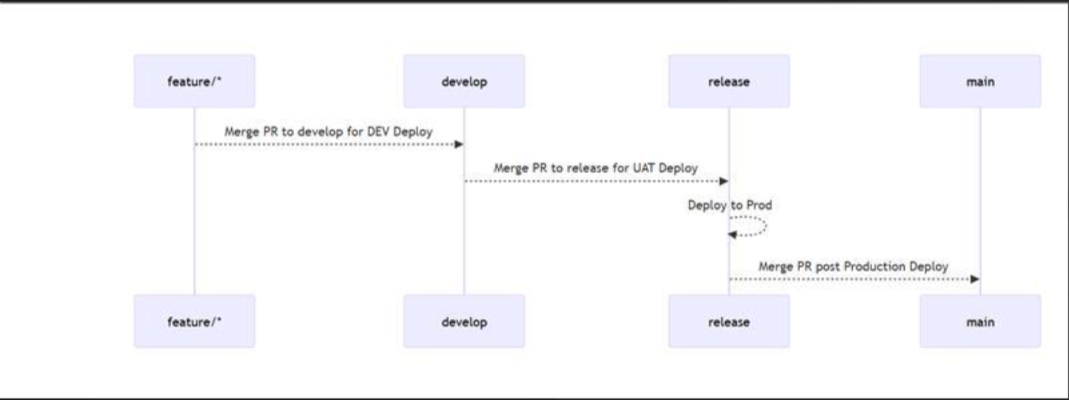 feature/*
develop
release
main
Merge PR to develop for DEV Deploy
Merge PR to release for UAT Deploy
Deploy to Prod
Merge PR post Production Deploy
feature/*
develop
release
main